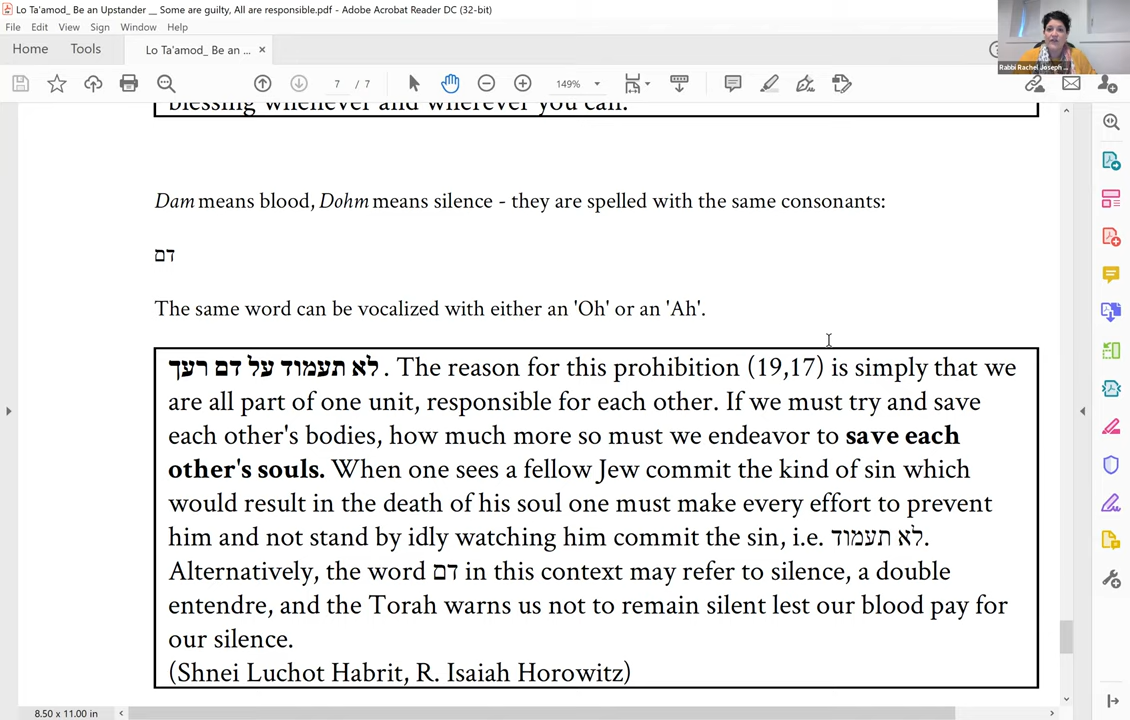 Lo Ta'amod_ Be an Upstander __ Some are guilty, All are responsible.pdf - Adobe Acrobat Reader DC (32-bit)
File Edit View Sign Window Help
Home Tools Lo Ta'amod_ Be an ... ×
7 / 7 149%
Rabbi Rachel Joseph ...
blessing whenever and wherever you can.
Dam means blood, Dohm means silence - they are spelled with the same consonants:
דם
The same word can be vocalized with either an 'Oh' or an 'Ah'.
לא תעמוד על דם רעך. The reason for this prohibition (19,17) is simply that we
are all part of one unit, responsible for each other. If we must try and save
each other's bodies, how much more so must we endeavor to save each
other's souls. When one sees a fellow Jew commit the kind of sin which
would result in the death of his soul one must make every effort to prevent
him and not stand by idly watching him commit the sin, i.e. לא תעמוד.
Alternatively, the word דם in this context may refer to silence, a double
entendre, and the Torah warns us not to remain silent lest our blood pay for
our silence.
(Shnei Luchot Habrit, R. Isaiah Horowitz)
8.50 x 11.00 in